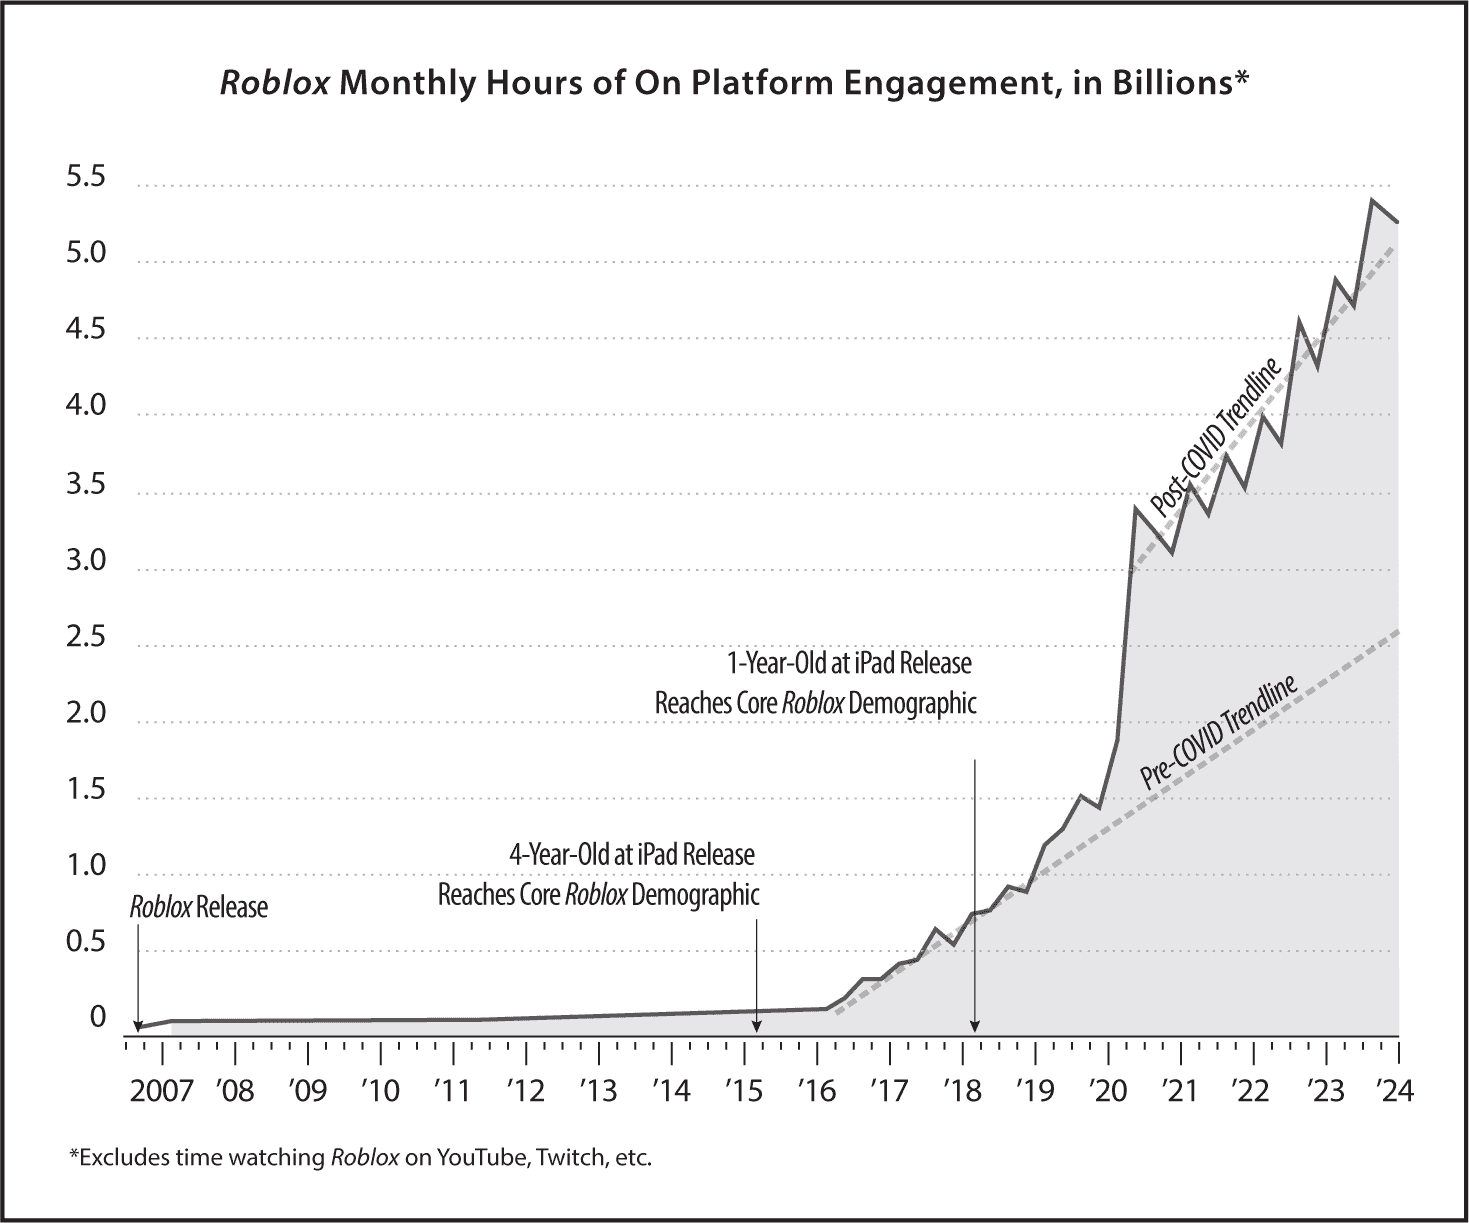 Roblox Monthly Hours of On Platform Engagement, in Billions*
5.5
5.0
4.5
4.0
3.5
3.0
2.5
2.0
1.5
1.0
0.5
0
Post-COVID Trendline
Pre-COVID Trendline
1-Year-Old at iPad Release
Reaches Core Roblox Demographic
4-Year-Old at iPad Release
Reaches Core Roblox Demographic
Roblox Release
2007 ’08 ’09 ’10 ’11 ’12 ’13 ’14 ’15 ’16 ’17 ’18 ’19 ’20 ’21 ’22 ’23 ’24
*Excludes time watching Roblox on YouTube, Twitch, etc.